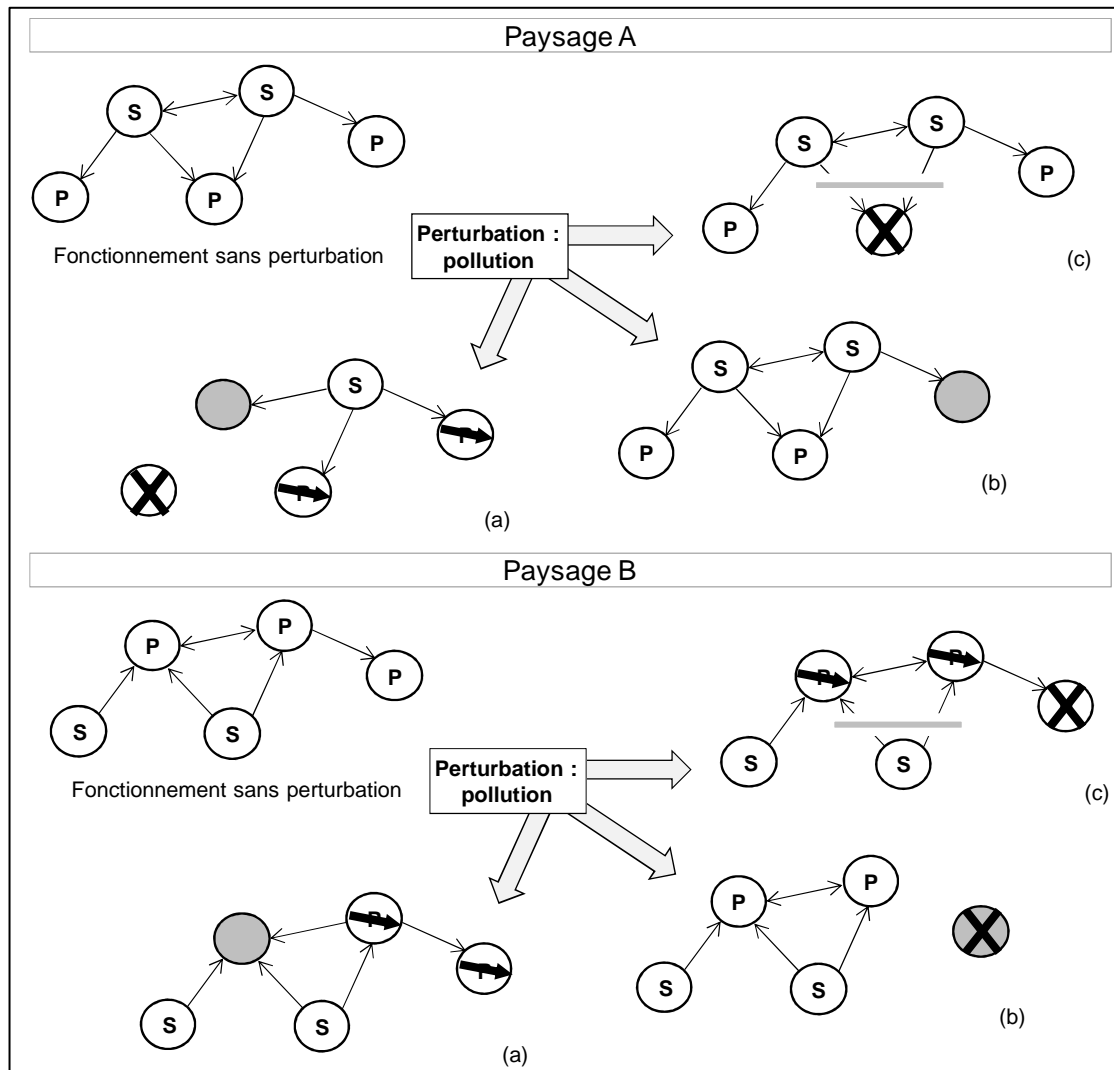 Paysage A
S
S
P
P
P
Fonctionnement sans perturbation
Perturbation :
pollution
S
S
P
P
(c)
S
P
P
(a)
S
S
P
P
(b)
Paysage B
P
P
P
S
S
Fonctionnement sans perturbation
Perturbation :
pollution
P
P
S
S
(c)
P
P
S
S
(a)
P
P
S
S
(b)